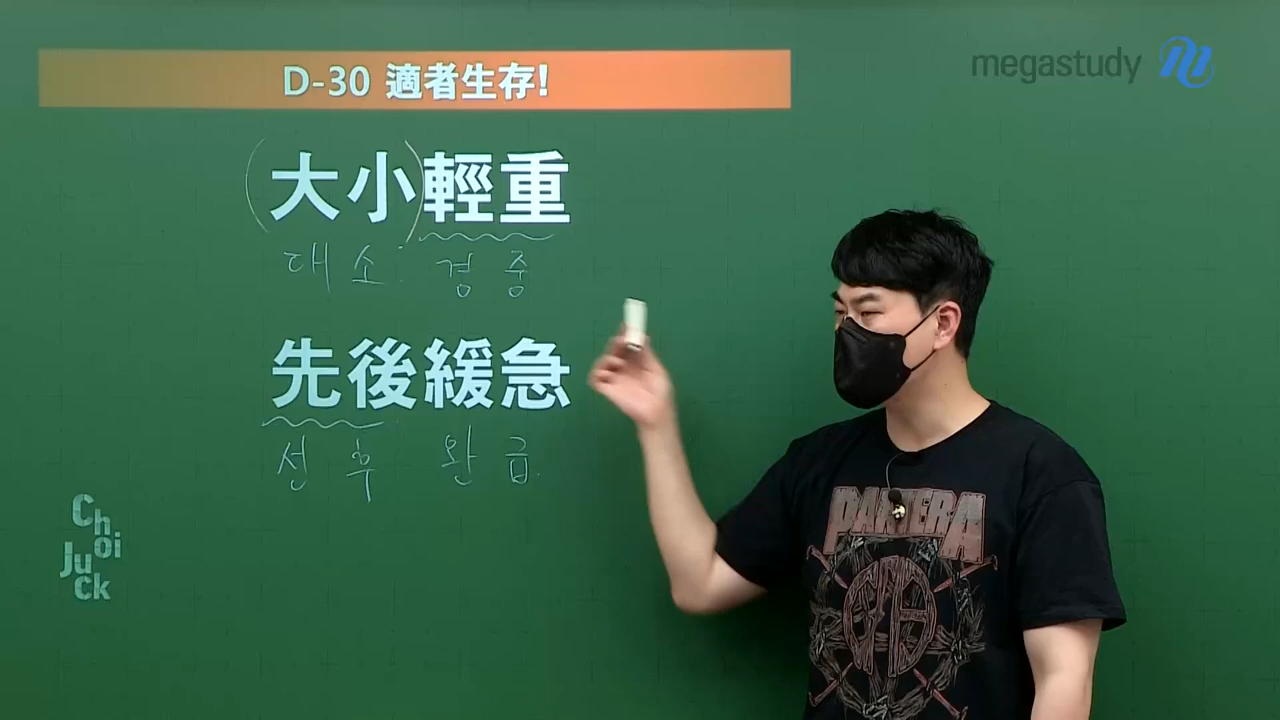 D-30 適者生存!
megastudy
(大小)輕重
대 소 경 중
先後緩急
선 후 완 급
Choi
Juck
PANTERA